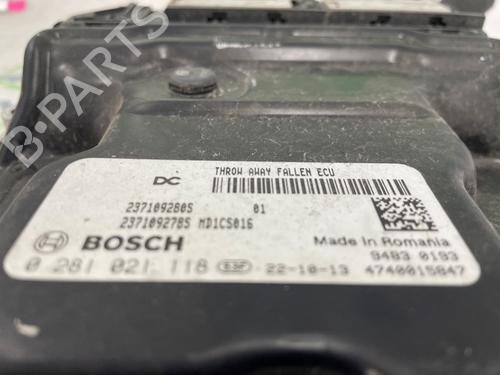 THROW AWAY FALLEN ECU
DC
237109280S 01
237109278S MD1CS016
BOSCH
Made in Romania
9483 0193
0 281 021 118 22-10-13 4740015847
B-PARTS